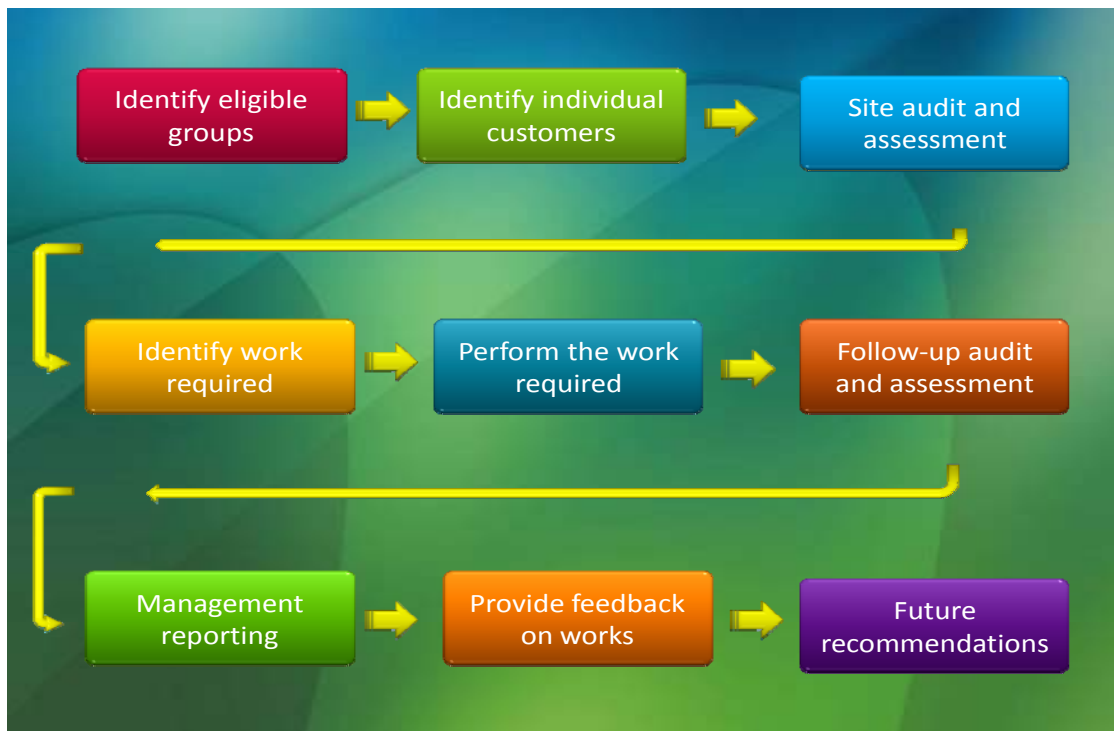 Identify eligible
groups
Identify individual
customers
Site audit and
assessment
Identify work
required
Perform the work
required
Follow-up audit
and assessment
Management
reporting
Provide feedback
on works
Future
recommendations